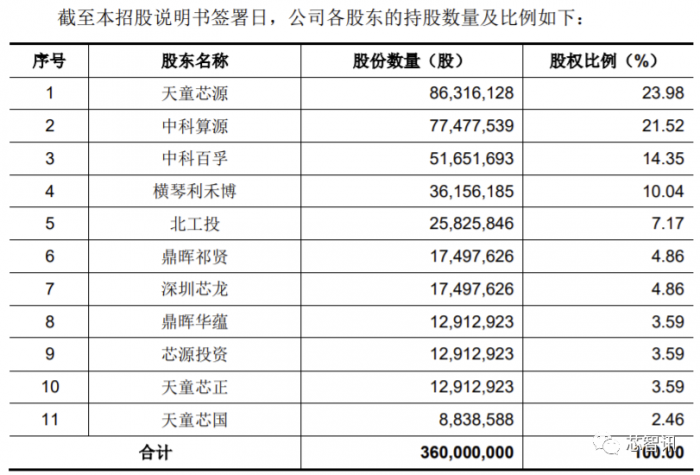 截至本招股说明书签署日，公司各股东的持股数量及比例如下：
序号 股东名称 股份数量（股） 股权比例（%）
1 天童芯源 86,316,128 23.98
2 中科算源 77,477,539 21.52
3 中科百孚 51,651,693 14.35
4 横琴利禾博 36,156,185 10.04
5 北工投 25,825,846 7.17
6 鼎晖祁贤 17,497,626 4.86
7 深圳芯龙 17,497,626 4.86
8 鼎晖华蕴 12,912,923 3.59
9 芯源投资 12,912,923 3.59
10 天童芯正 12,912,923 3.59
11 天童芯国 8,838,588 2.46
合计 360,000,000 100.00
芯智讯